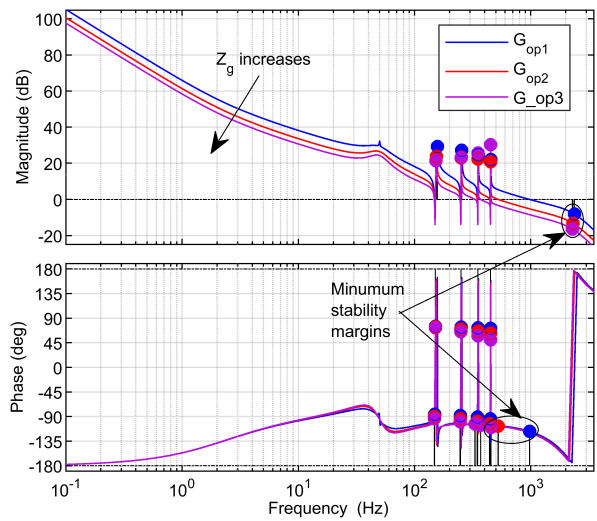 100
80
60
40
20
0
-20
Magnitude (dB)
Z_g increases
G_op1
G_op2
G_op3
180
135
90
45
0
-45
-90
-135
-180
Phase (deg)
Minumum
stability
margins
10^-1
10^0
10^1
10^2
10^3
Frequency (Hz)